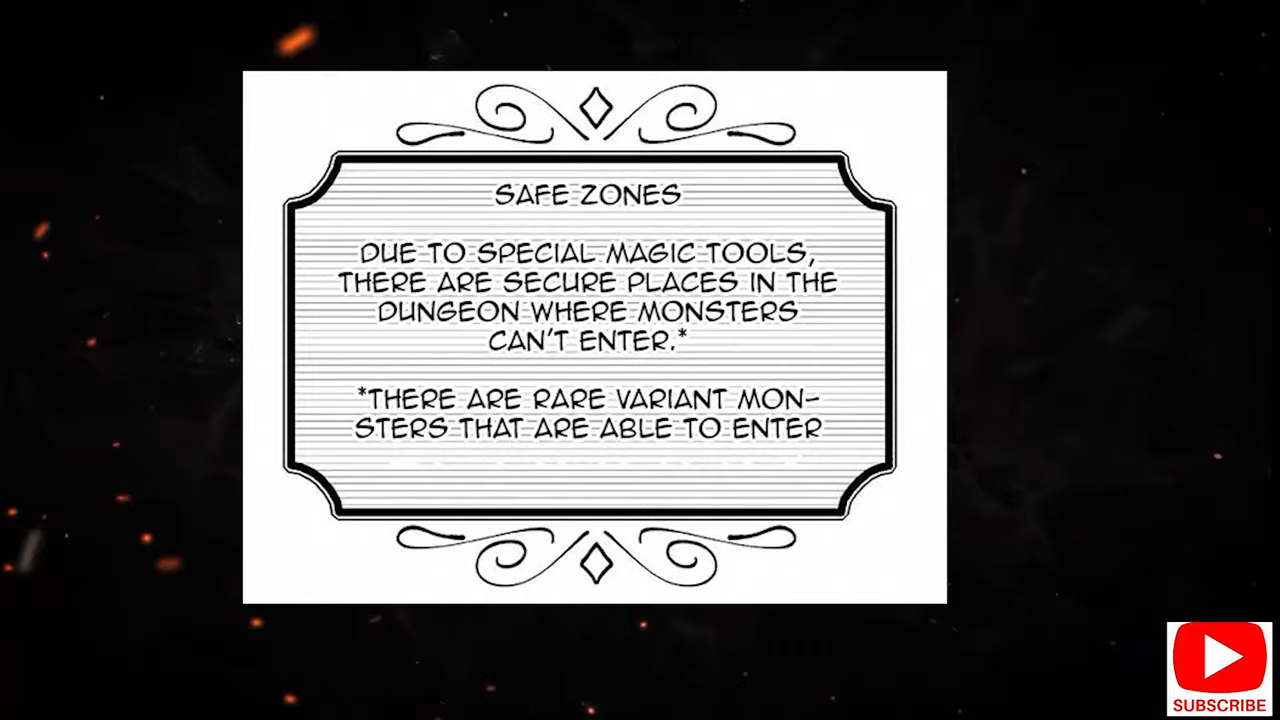 SAFE ZONES
DUE TO SPECIAL MAGIC TOOLS,
THERE ARE SECURE PLACES IN THE
DUNGEON WHERE MONSTERS
CAN'T ENTER.*
*THERE ARE RARE VARIANT MON-
STERS THAT ARE ABLE TO ENTER
SUBSCRIBE